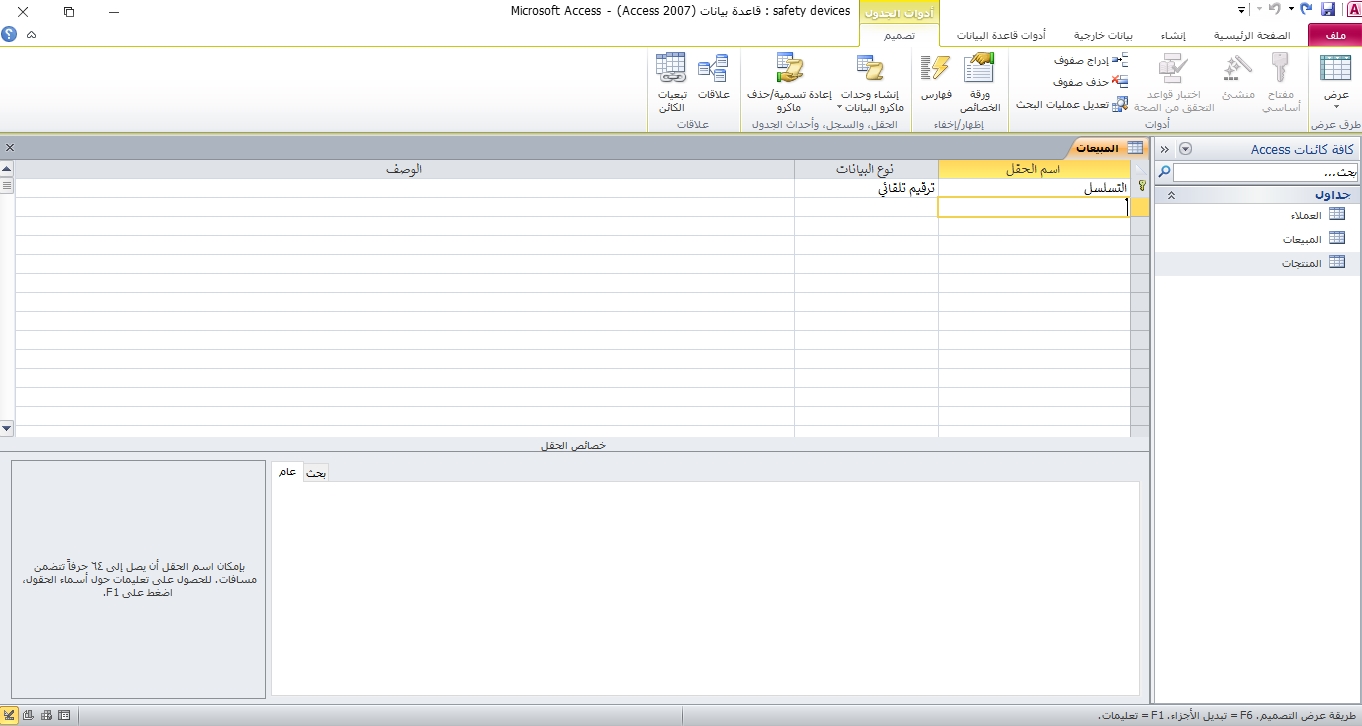 safety devices : قاعدة بيانات (Access 2007) - Microsoft Access
أدوات الجدول
ملف
الصفحة الرئيسية
إنشاء
بيانات خارجية
أدوات قاعدة البيانات
تصميم
عرض
مفتاح أساسي
منشئ
اختبار قواعد التحقق من الصحة
إدراج صفوف
حذف صفوف
تعديل عمليات البحث
ورقة الخصائص
فهارس
إنشاء وحدات ماكرو البيانات
إعادة تسمية/حذف ماكرو
علاقات
تبعيات الكائن
طرق عرض
أدوات
إظهار/إخفاء
الحقل، والسجل، وأحداث الجدول
علاقات
كافة كائنات Access
بحث...
جداول
العملاء
المبيعات
المنتجات
المبيعات
اسم الحقل
نوع البيانات
الوصف
التسلسل
ترقيم تلقائي
خصائص الحقل
عام
بحث
بإمكان اسم الحقل أن يصل إلى ٦٤ حرفاً تتضمن
مسافات. للحصول على تعليمات حول أسماء الحقول،
اضغط على F1.
طريقة عرض التصميم. F6 = تبديل الأجزاء. F1 = تعليمات.